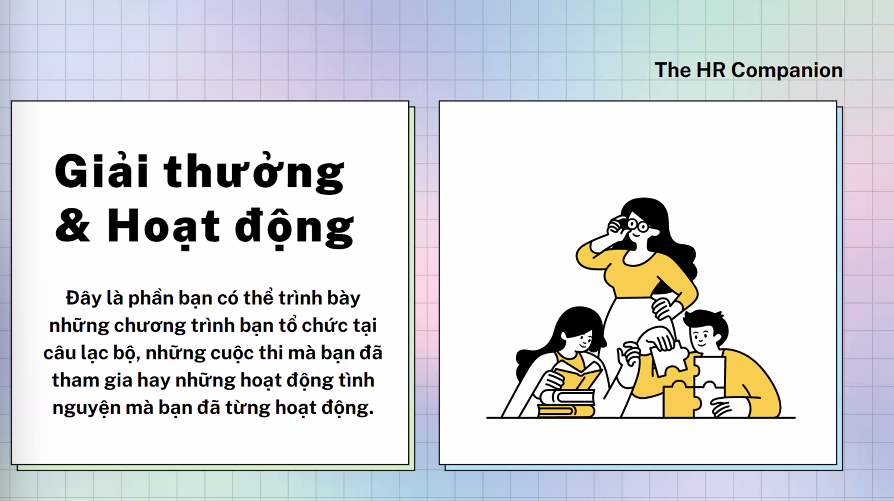 The HR Companion
Giải thưởng
& Hoạt động
Đây là phần bạn có thể trình bày
những chương trình bạn tổ chức tại
câu lạc bộ, những cuộc thi mà bạn đã
tham gia hay những hoạt động tình
nguyện mà bạn đã từng hoạt động.